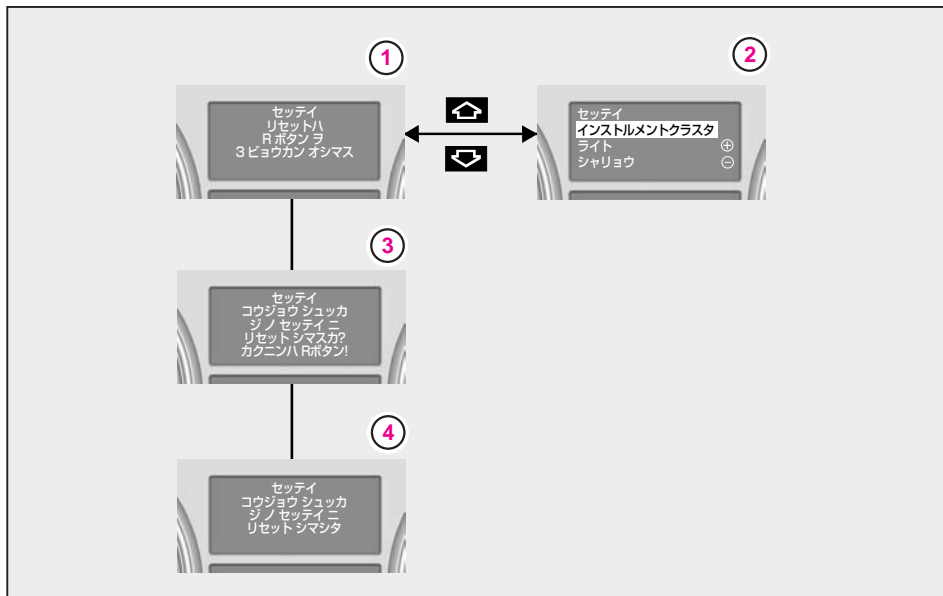 1
セッテイ
リセットハ
R ボタン ヲ
3 ビョウカン オシマス
2
セッテイ
インストルメントクラスタ
ライト ⊕
シャリョウ ⊖
3
セッテイ
コウジョウ シュッカ
ジ ノ セッテイ ニ
リセット シマスカ?
カクニンハ Rボタン!
4
セッテイ
コウジョウ シュッカ
ジ ノ セッテイ ニ
リセット シマシタ